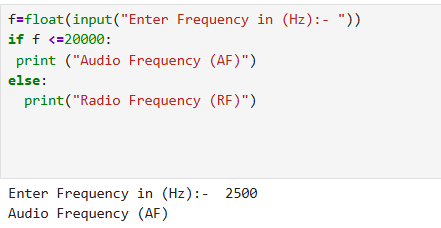 f=float(input("Enter Frequency in (Hz):- "))
if f <=20000:
 print ("Audio Frequency (AF)")
else:
  print("Radio Frequency (RF)")
Enter Frequency in (Hz):-  2500
Audio Frequency (AF)